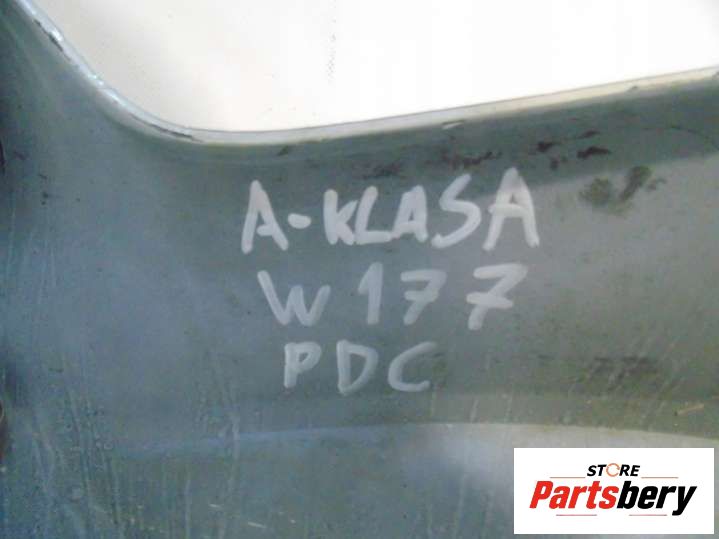 A-KLASA
W177
PDC
STORE
Partsbery